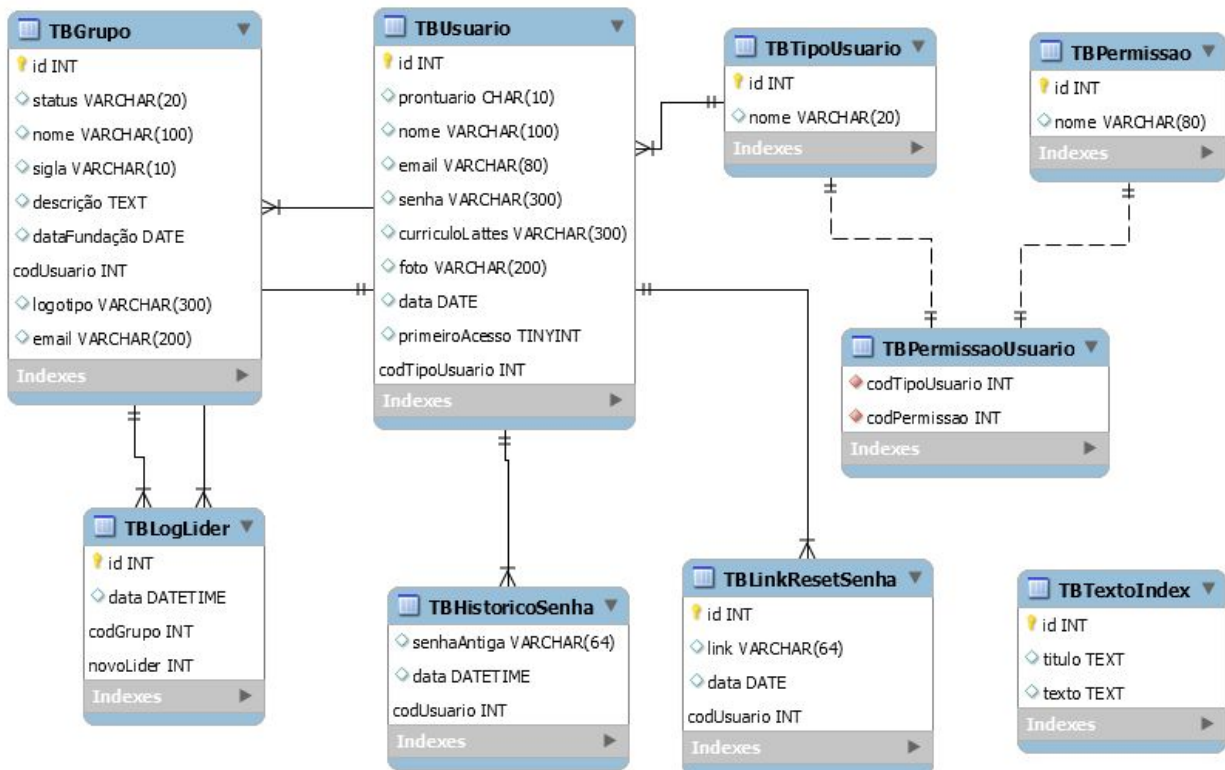 TBGrupo
id INT
status VARCHAR(20)
nome VARCHAR(100)
sigla VARCHAR(10)
descrição TEXT
dataFundação DATE
codUsuario INT
logotipo VARCHAR(300)
email VARCHAR(200)
Indexes
TBUsuario
id INT
prontuario CHAR(10)
nome VARCHAR(100)
email VARCHAR(80)
senha VARCHAR(300)
curriculoLattes VARCHAR(300)
foto VARCHAR(200)
data DATE
primeiroAcesso TINYINT
codTipoUsuario INT
Indexes
TBTipoUsuario
id INT
nome VARCHAR(20)
Indexes
TBPermissao
id INT
nome VARCHAR(80)
Indexes
TBPermissaoUsuario
codTipoUsuario INT
codPermissao INT
Indexes
TBLogLider
id INT
data DATETIME
codGrupo INT
novoLider INT
Indexes
TBHistoricoSenha
senhaAntiga VARCHAR(64)
data DATETIME
codUsuario INT
Indexes
TBLinkResetSenha
id INT
link VARCHAR(64)
data DATE
codUsuario INT
Indexes
TBTextoIndex
id INT
titulo TEXT
texto TEXT
Indexes